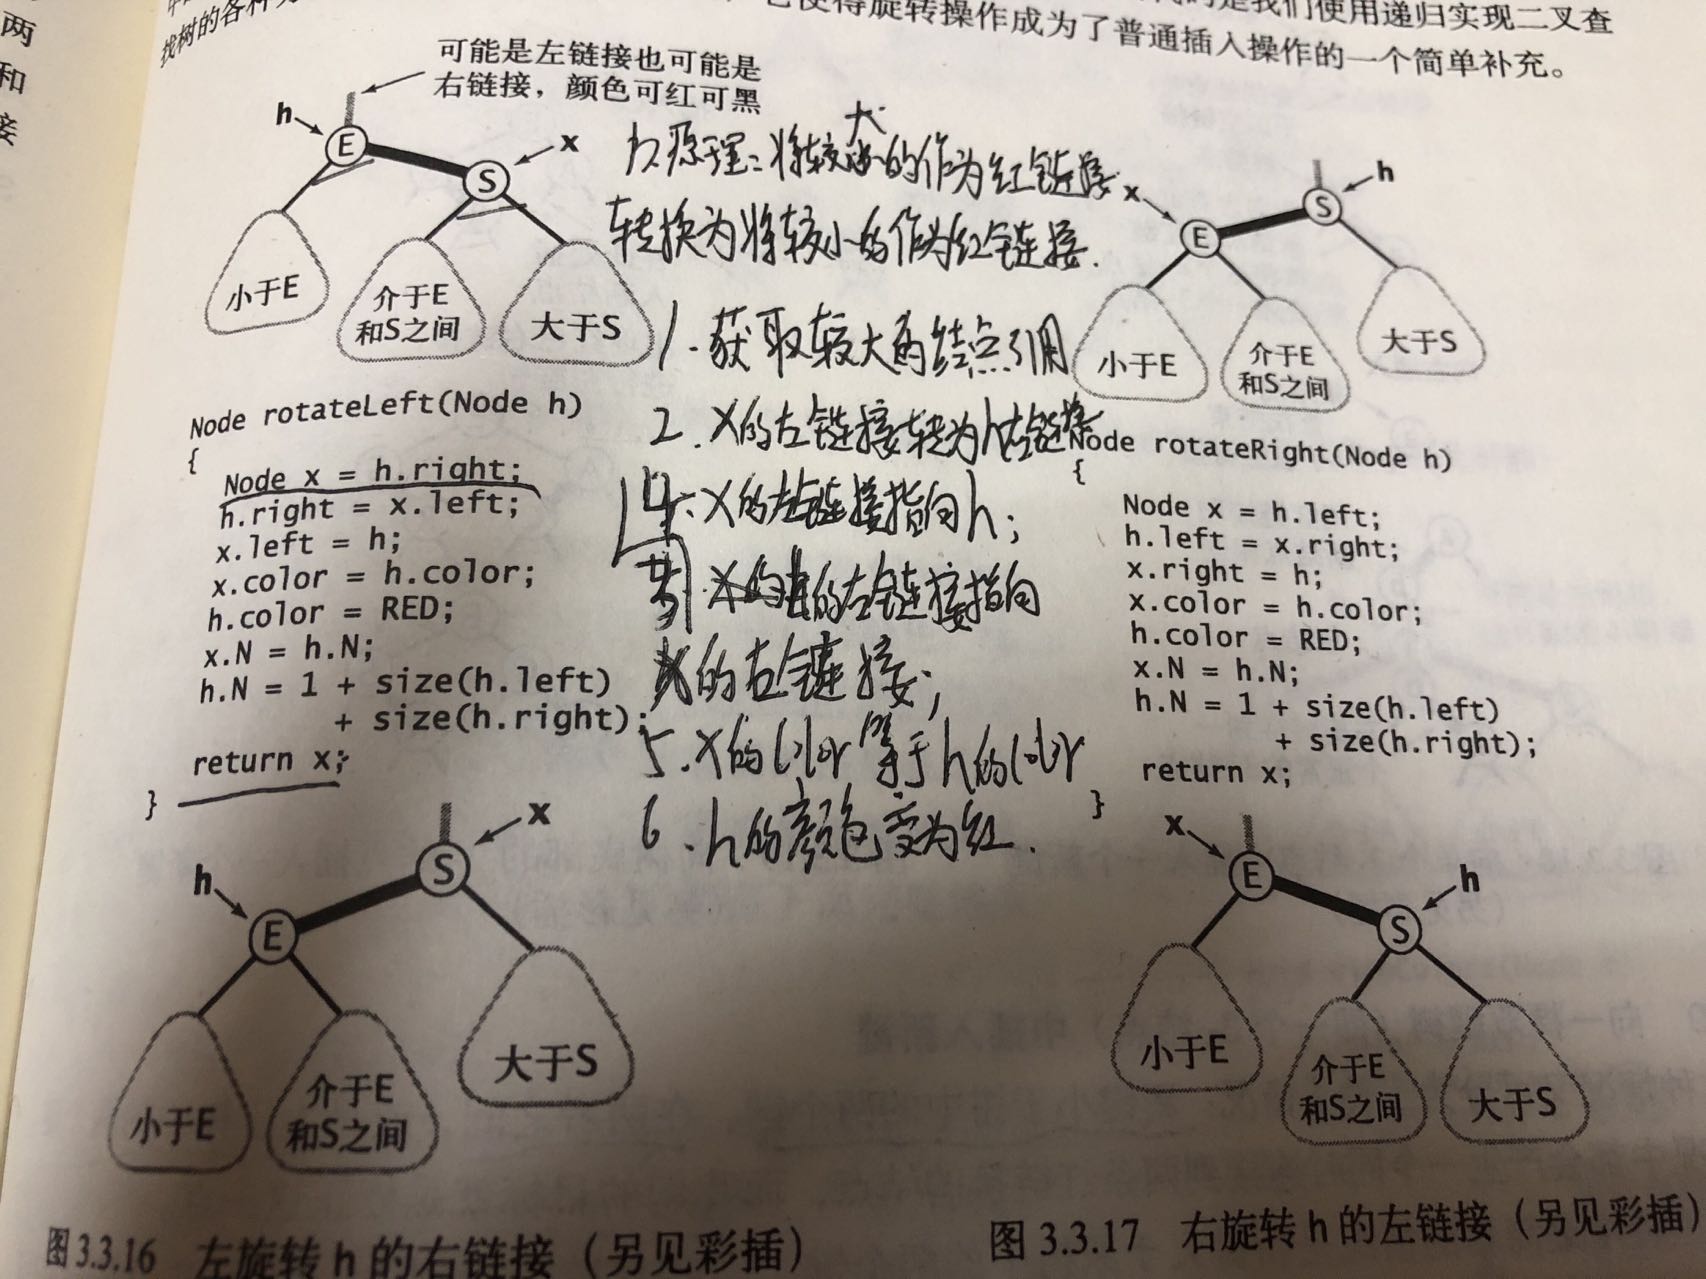 两
和
找树的各种
使得旋转操作成为了普通插入操作的一个简单补充。
是我们使用递归实现二叉查
可能是左链接也可能是
右链接，颜色可红可黑
h
E
S
x
小于E
介于E
和S之间
大于S
Node rotateLeft(Node h)
{
Node x = h.right;
h.right = x.left;
x.left = h;
x.color = h.color;
h.color = RED;
x.N = h.N;
h.N = 1 + size(h.left)
+ size(h.right);
return x;
}
h
E
S
x
小于E
介于E
和S之间
大于S
图3.3.16 左旋转h的右链接（另见彩插）
大
作为红链接
转换为将较小的作为红链接.
1.获取较大的结点引用
2.X的左链接转为h
4.X的左链接指向h;
X的左链接指向
X的左链接;
5.X的color等于h的color
6.h的颜色变为红.
x
E
S
h
小于E
介于E
和S之间
大于S
Node rotateRight(Node h)
{
Node x = h.left;
h.left = x.right;
x.right = h;
x.color = h.color;
h.color = RED;
x.N = h.N;
h.N = 1 + size(h.left)
+ size(h.right);
return x;
}
x
E
S
h
小于E
介于E
和S之间
大于S
图3.3.17 右旋转h的左链接（另见彩插）